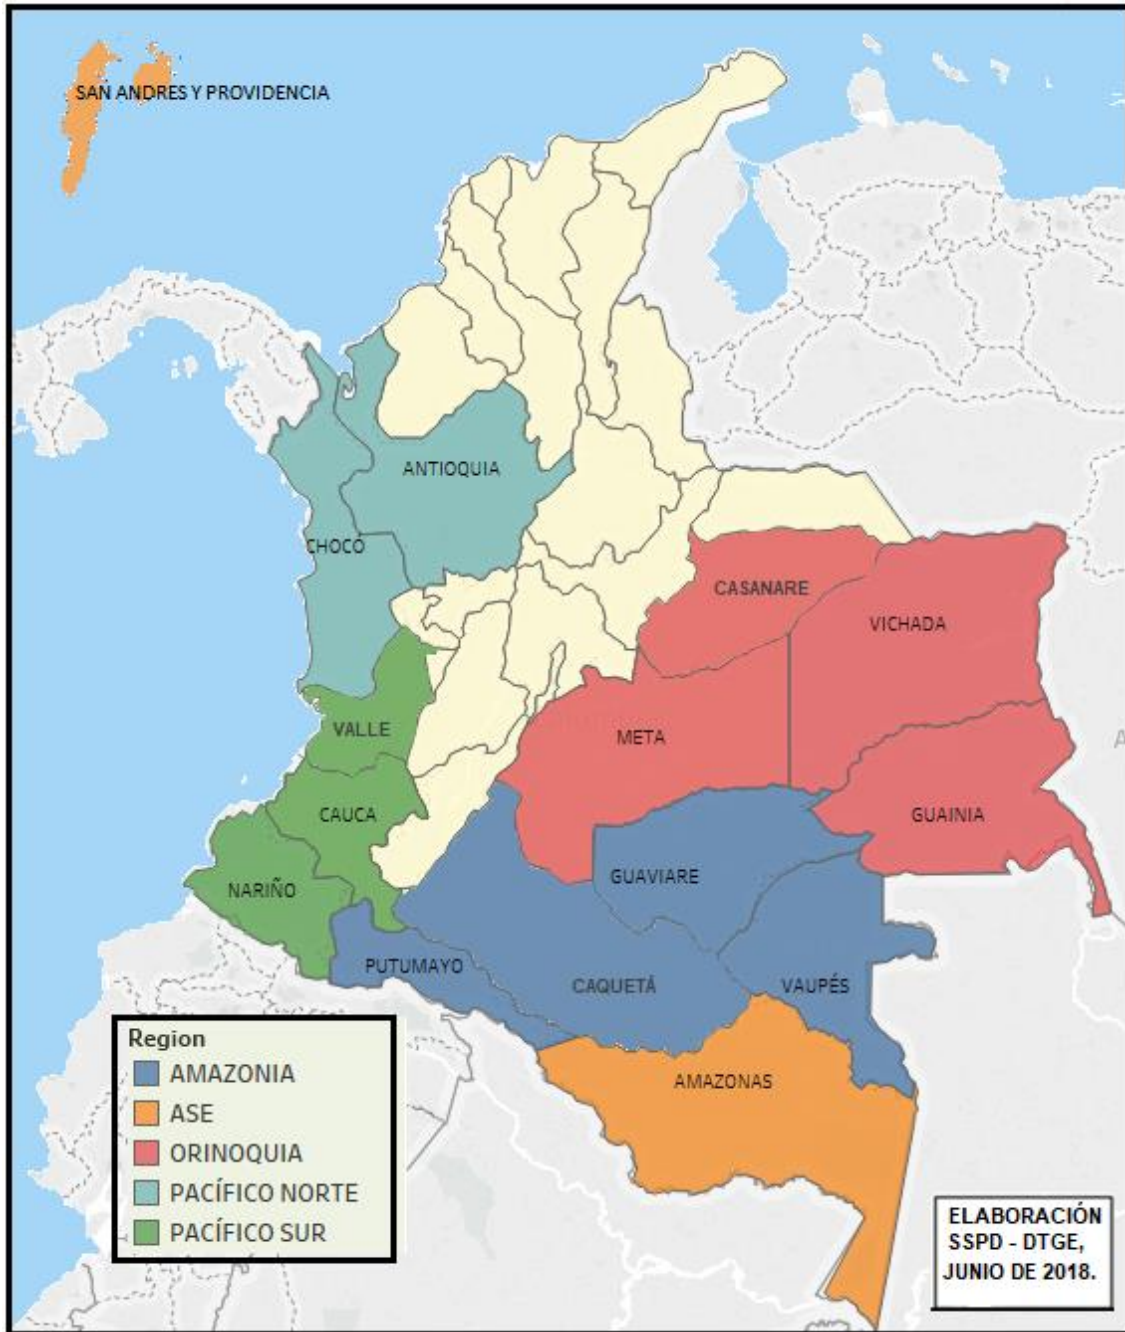 SAN ANDRES Y PROVIDENCIA
ANTIOQUIA
CHOCÓ
CASANARE
VICHADA
VALLE
META
CAUCA
GUAINIA
GUAVIARE
NARIÑO
PUTUMAYO
CAQUETÁ
VAUPÉS
AMAZONAS
Region
AMAZONIA
ASE
ORINOQUIA
PACÍFICO NORTE
PACÍFICO SUR
ELABORACIÓN
SSPD - DTGE,
JUNIO DE 2018.